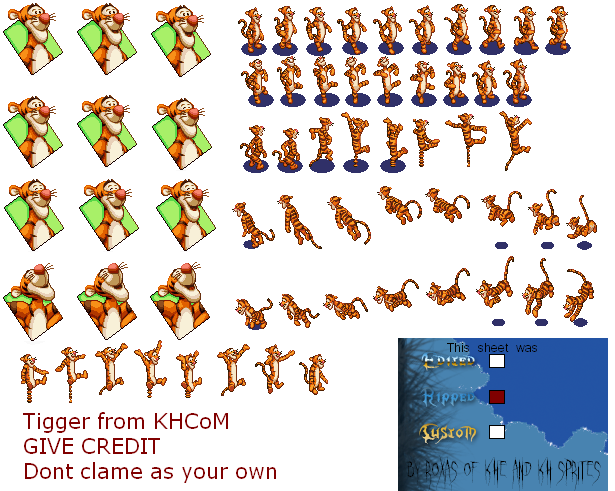 Tigger from KHCoM
GIVE CREDIT
Dont clame as your own
This sheet was
Edited
Ripped
Custom
BY ROXAS OF KHE AND KH SPRITES